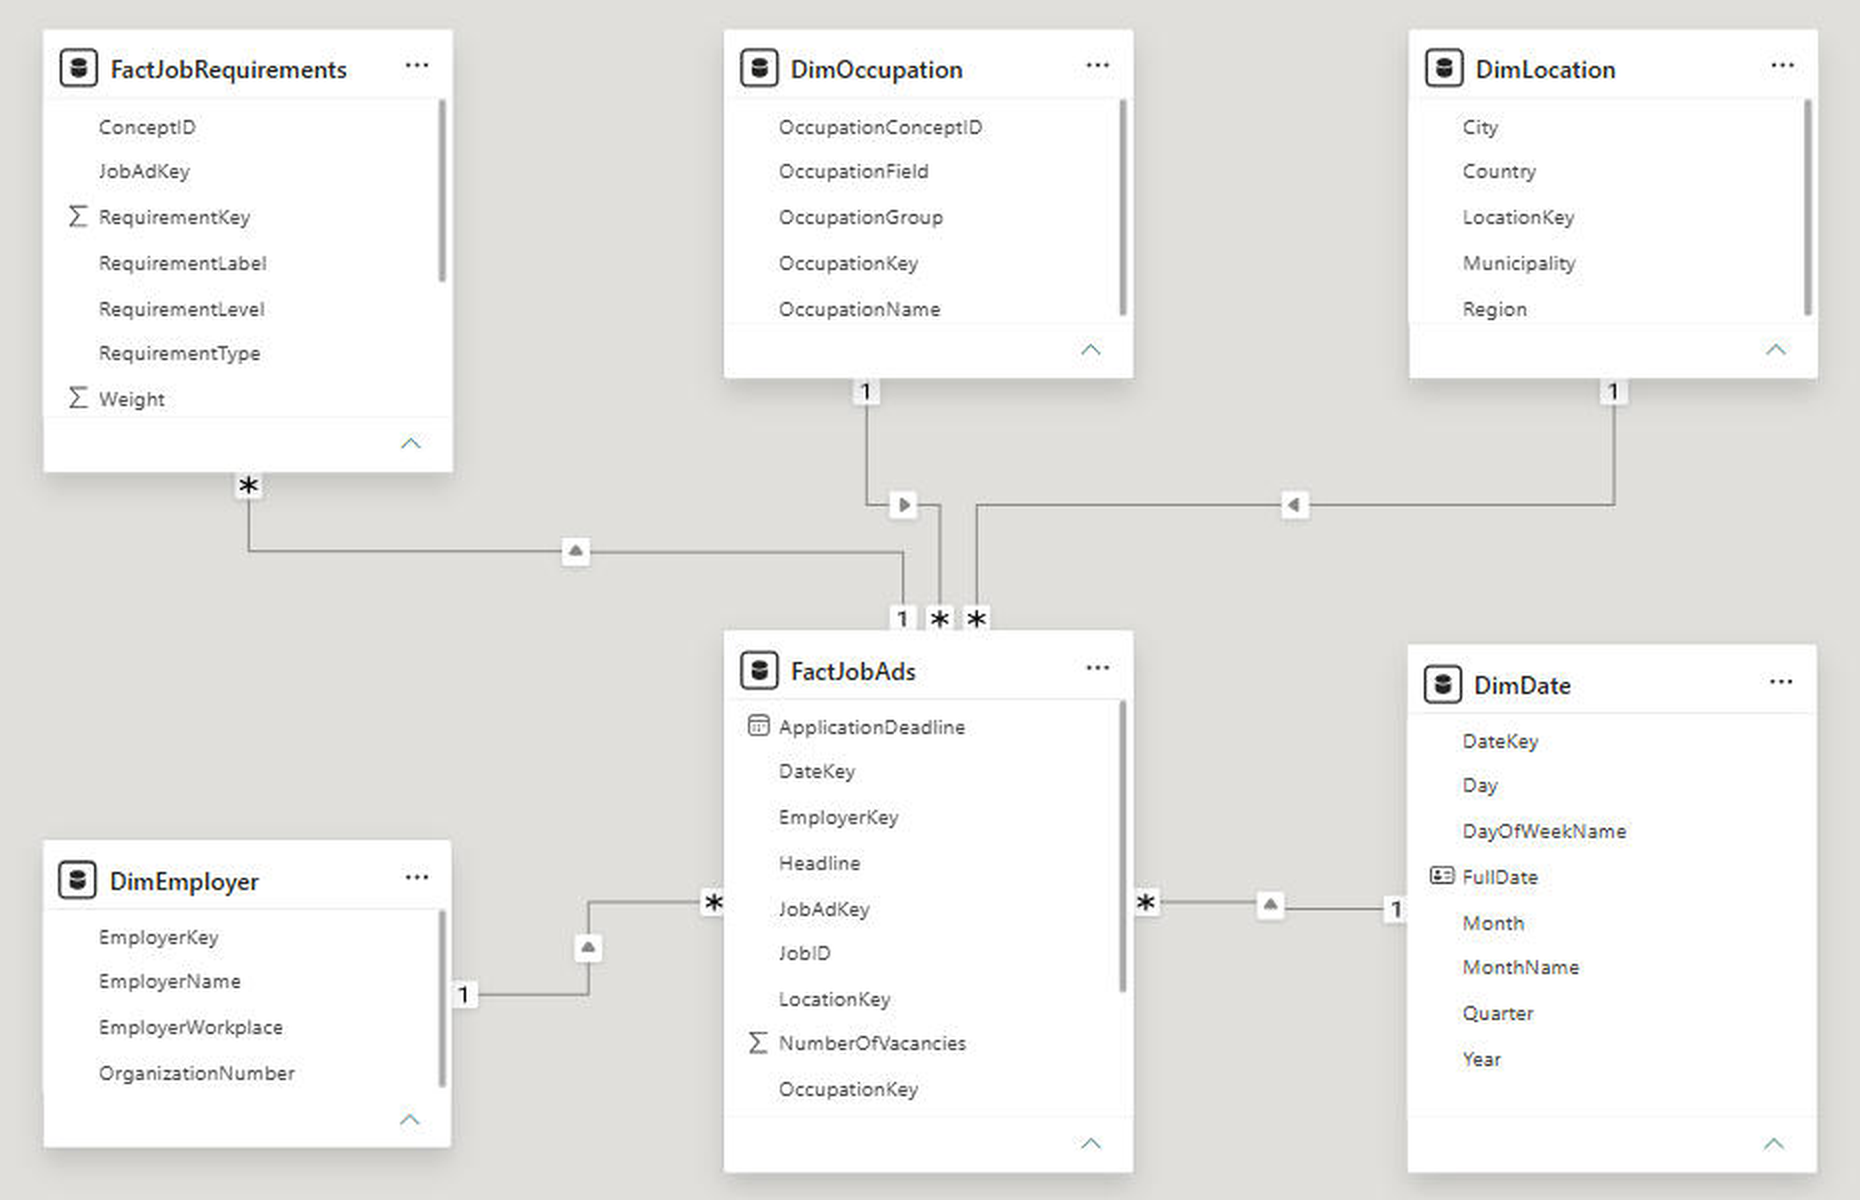 FactJobRequirements
...
ConceptID
JobAdKey
Σ RequirementKey
RequirementLabel
RequirementLevel
RequirementType
Σ Weight
DimOccupation
...
OccupationConceptID
OccupationField
OccupationGroup
OccupationKey
OccupationName
DimLocation
...
City
Country
LocationKey
Municipality
Region
*
1
1
1
*
*
FactJobAds
...
ApplicationDeadline
DateKey
EmployerKey
Headline
JobAdKey
JobID
LocationKey
Σ NumberOfVacancies
OccupationKey
DimEmployer
...
EmployerKey
EmployerName
EmployerWorkplace
OrganizationNumber
1
*
*
1
DimDate
...
DateKey
Day
DayOfWeekName
FullDate
Month
MonthName
Quarter
Year